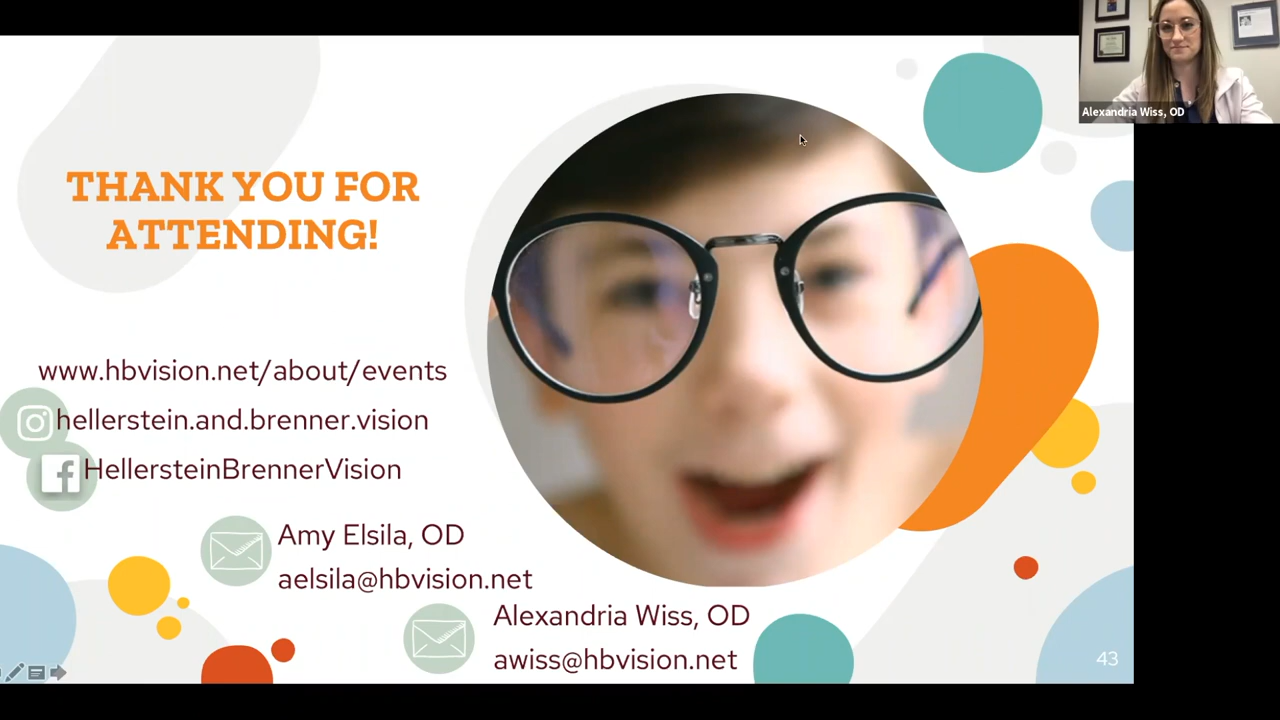 THANK YOU FOR
ATTENDING!
www.hbvision.net/about/events
hellerstein.and.brenner.vision
HellersteinBrennerVision
Amy Elsila, OD
aelsila@hbvision.net
Alexandria Wiss, OD
awiss@hbvision.net
43
Alexandria Wiss, OD